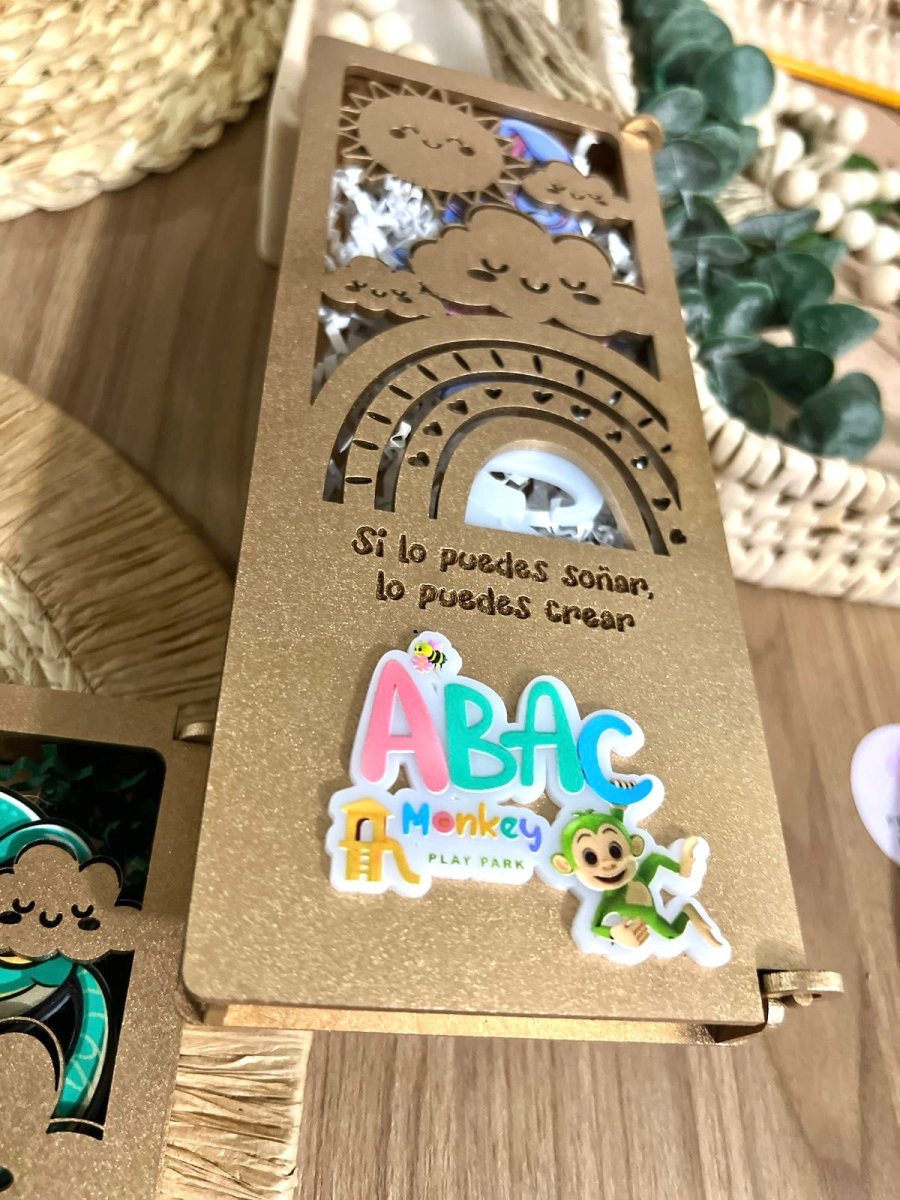 Si lo puedes soñar,
lo puedes crear
ABAC
Monkey
PLAY PARK